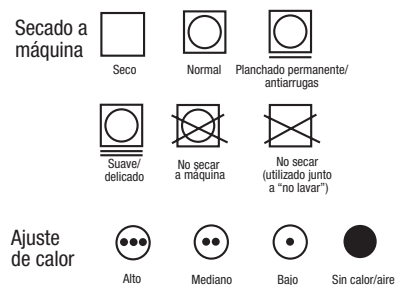 Secado a
máquina
Seco
Normal
Planchado permanente/
antiarrugas
Suave/
delicado
No secar
a máquina
No secar
(utilizado junto
a “no lavar”)
Ajuste
de calor
Alto
Mediano
Bajo
Sin calor/aire